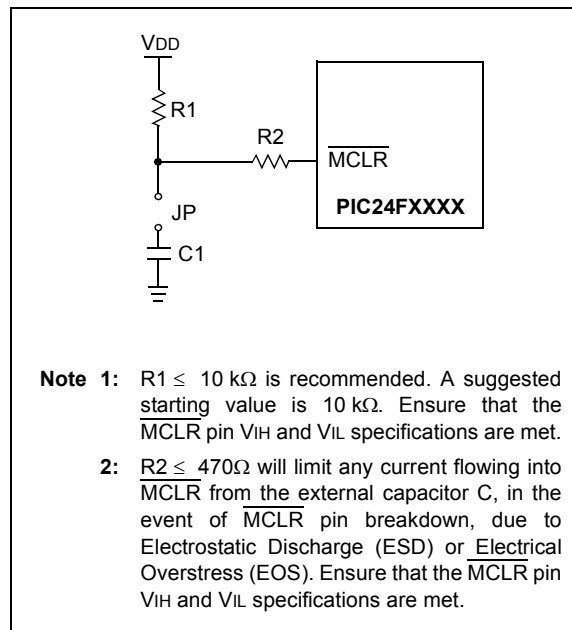 VDD
R1
R2
MCLR
PIC24FXXXX
JP
C1
Note 1: R1 ≤ 10 kΩ is recommended. A suggested
starting value is 10 kΩ. Ensure that the
MCLR pin VIH and VIL specifications are met.
2: R2 ≤ 470Ω will limit any current flowing into
MCLR from the external capacitor C, in the
event of MCLR pin breakdown, due to
Electrostatic Discharge (ESD) or Electrical
Overstress (EOS). Ensure that the MCLR pin
VIH and VIL specifications are met.